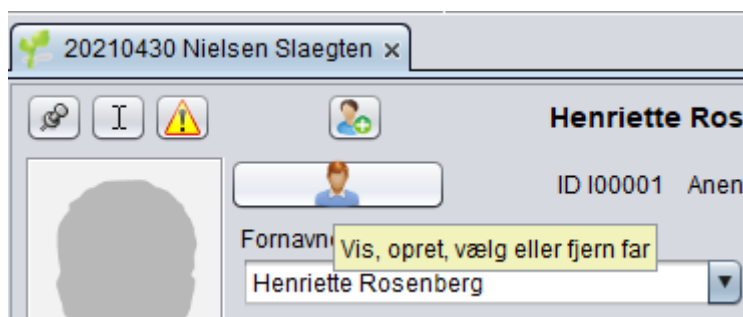 20210430 Nielsen Slaegten x
Henriette Ros
ID I00001 Anen
Fornavn
Vis, opret, vælg eller fjern far
Henriette Rosenberg